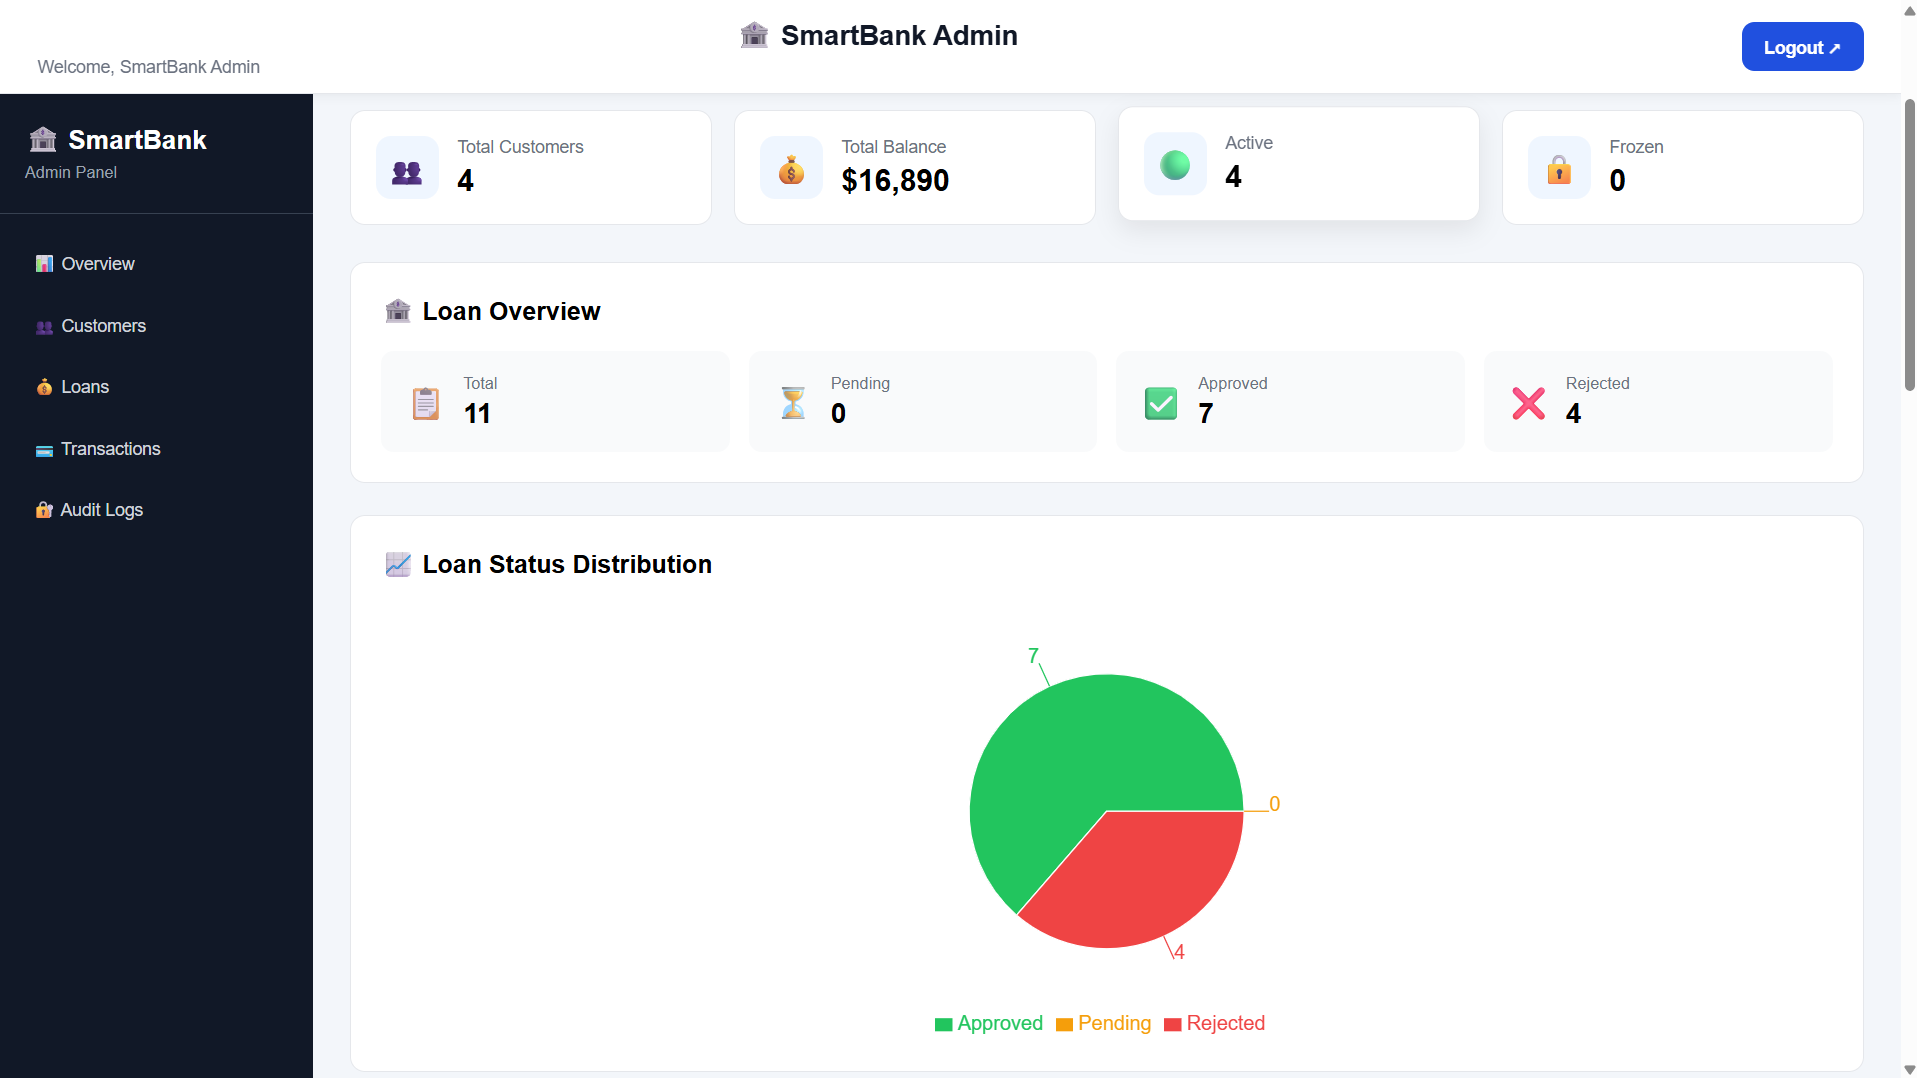 SmartBank Admin
Welcome, SmartBank Admin
Logout ↗
SmartBank
Admin Panel
Overview
Customers
Loans
Transactions
Audit Logs
Total Customers
4
Total Balance
$16,890
Active
4
Frozen
0
Loan Overview
Total
11
Pending
0
Approved
7
Rejected
4
Loan Status Distribution
7
0
4
Approved Pending Rejected